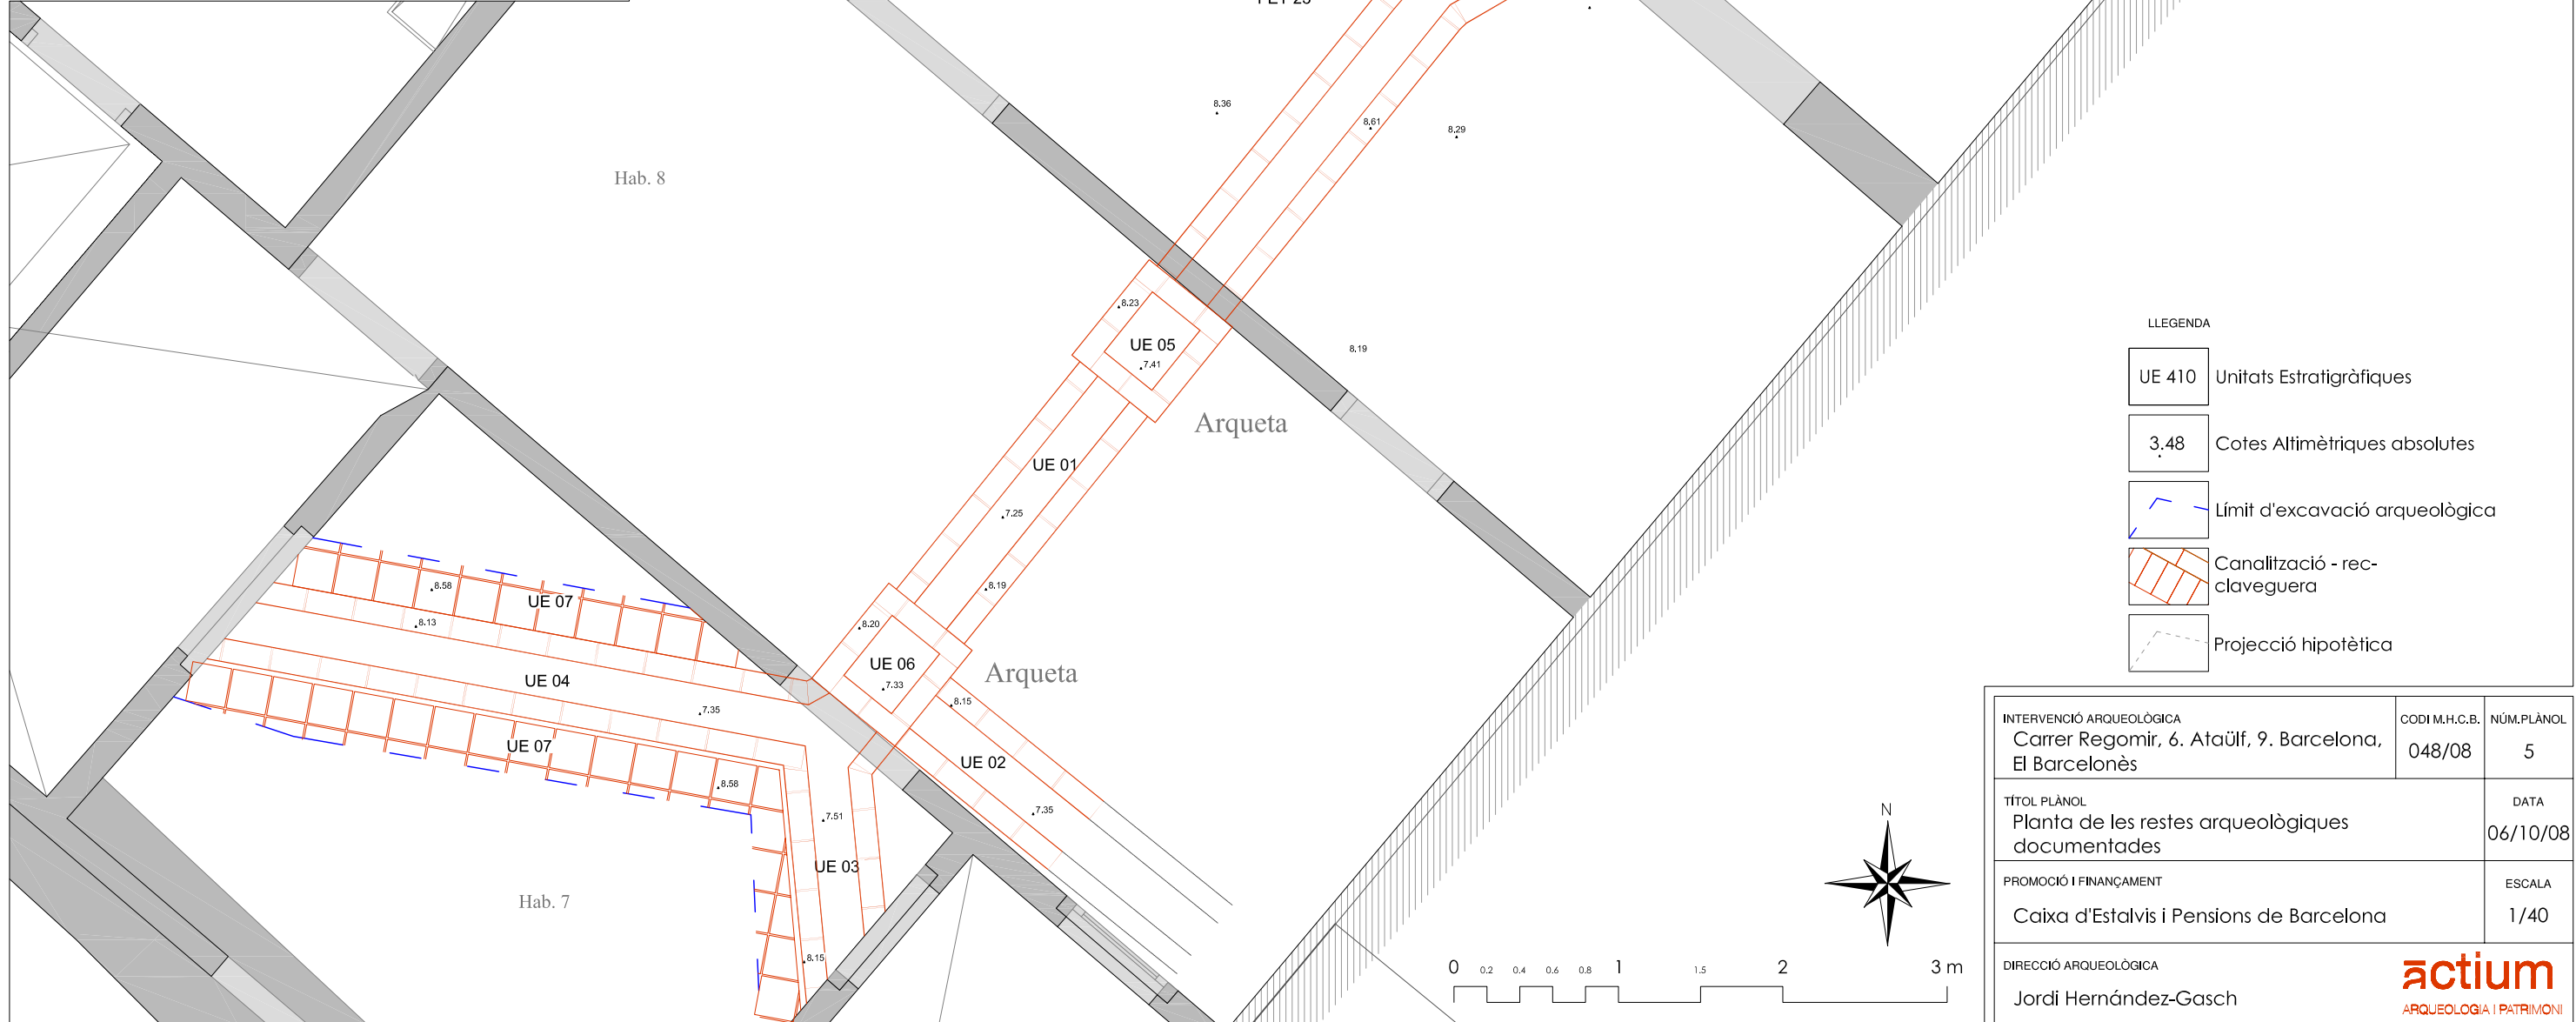 8.36
8.61
8.29
Hab. 8
8.23
UE 05
7.41
8.19
Arqueta
UE 01
7.25
8.19
8.58
UE 07
8.13
8.20
UE 06
7.33
Arqueta
UE 04
8.15
7.35
UE 07
UE 02
8.58
7.35
7.51
UE 03
Hab. 7
8.15
LLEGENDA
UE 410 Unitats Estratigràfiques
3.48 Cotes Altimètriques absolutes
Límit d'excavació arqueològica
Canalització - rec-
claveguera
Projecció hipotètica
N
0 0.2 0.4 0.6 0.8 1 1.5 2 3 m
INTERVENCIÓ ARQUEOLÒGICA
Carrer Regomir, 6. Ataülf, 9. Barcelona,
El Barcelonès
CODI M.H.C.B.
048/08
NÚM.PLÀNOL
5
TÍTOL PLÀNOL
Planta de les restes arqueològiques
documentades
DATA
06/10/08
PROMOCIÓ I FINANÇAMENT
Caixa d'Estalvis i Pensions de Barcelona
ESCALA
1/40
DIRECCIÓ ARQUEOLÒGICA
Jordi Hernández-Gasch
actium
ARQUEOLOGIA I PATRIMONI